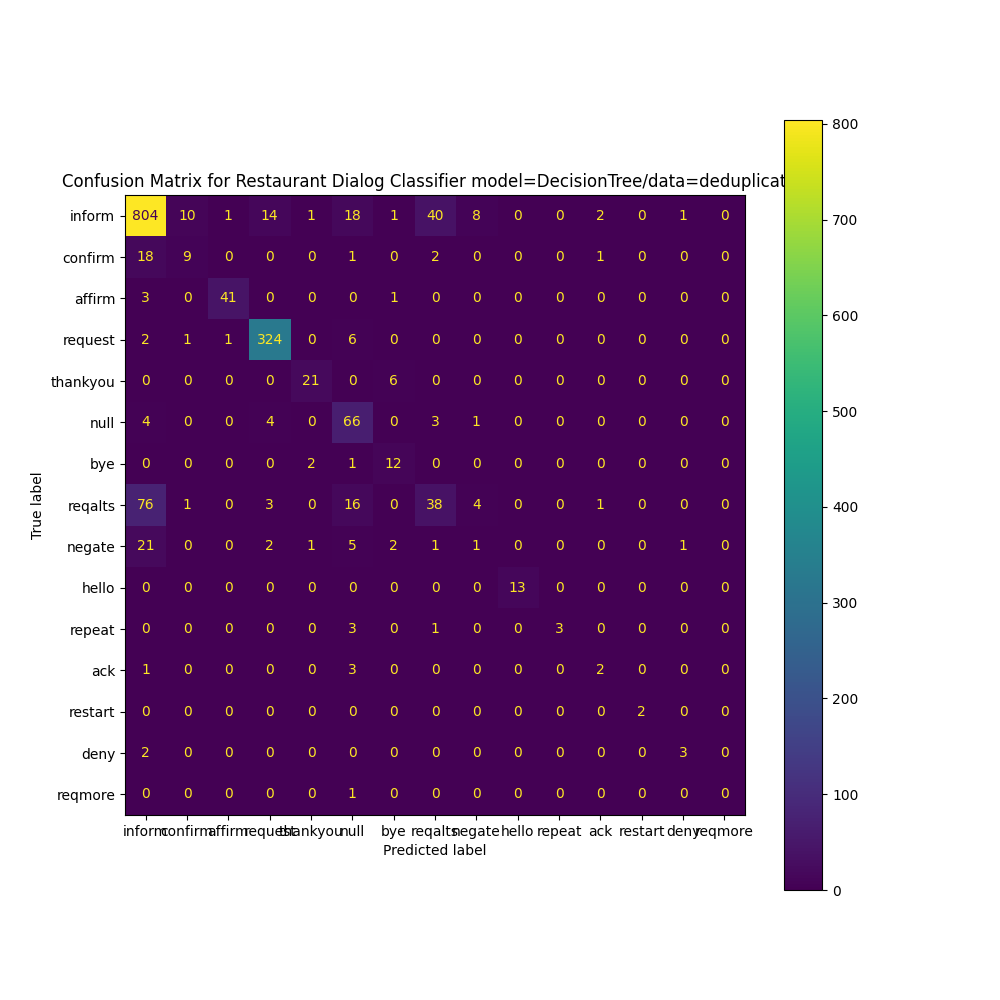 Confusion Matrix for Restaurant Dialog Classifier model=DecisionTree/data=deduplicat
inform 804 10 1 14 1 18 1 40 8 0 0 2 0 1 0
confirm 18 9 0 0 0 1 0 2 0 0 0 1 0 0 0
affirm 3 0 41 0 0 0 1 0 0 0 0 0 0 0 0
request 2 1 1 324 0 6 0 0 0 0 0 0 0 0 0
thankyou 0 0 0 0 21 0 6 0 0 0 0 0 0 0 0
null 4 0 0 4 0 66 0 3 1 0 0 0 0 0 0
bye 0 0 0 0 2 1 12 0 0 0 0 0 0 0 0
reqalts 76 1 0 3 0 16 0 38 4 0 0 1 0 0 0
negate 21 0 0 2 1 5 2 1 1 0 0 0 0 1 0
hello 0 0 0 0 0 0 0 0 0 13 0 0 0 0 0
repeat 0 0 0 0 0 3 0 1 0 0 3 0 0 0 0
ack 1 0 0 0 0 3 0 0 0 0 0 2 0 0 0
restart 0 0 0 0 0 0 0 0 0 0 0 0 2 0 0
deny 2 0 0 0 0 0 0 0 0 0 0 0 0 3 0
reqmore 0 0 0 0 0 1 0 0 0 0 0 0 0 0 0
inform confirm affirm request thankyou null bye reqalts negate hello repeat ack restart deny reqmore
Predicted label
True label
800
700
600
500
400
300
200
100
0